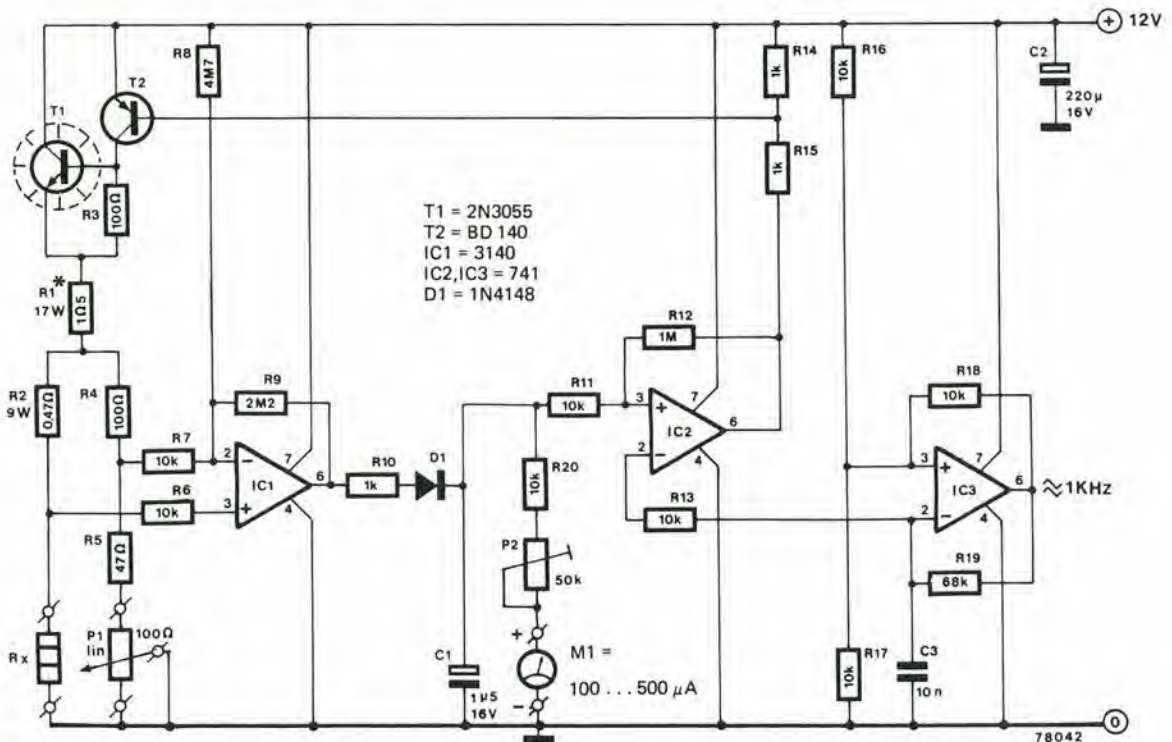 12V
R8
4M7
R14
1k
R16
10k
C2
220µ
16V
T2
T1
R15
1k
R3
100Ω
T1 = 2N3055
T2 = BD 140
IC1 = 3140
IC2,IC3 = 741
D1 = 1N4148
R1
*
17W
1Ω5
R12
1M
R2
9W
0,47Ω
R4
100Ω
R9
2M2
R11
10k
R18
10k
3
+
7
IC2
6
2
−
4
R7
10k
2
−
7
IC1
6
3
+
4
R10
1k
D1
R20
10k
3
+
7
IC3
6
≈1KHz
2
−
4
R6
10k
R13
10k
R5
47Ω
P2
50k
R19
68k
Rx
P1
lin
100Ω
+
M1 =
100 . . . 500 µA
−
C1
1µ5
16V
R17
10k
C3
10n
0
78042